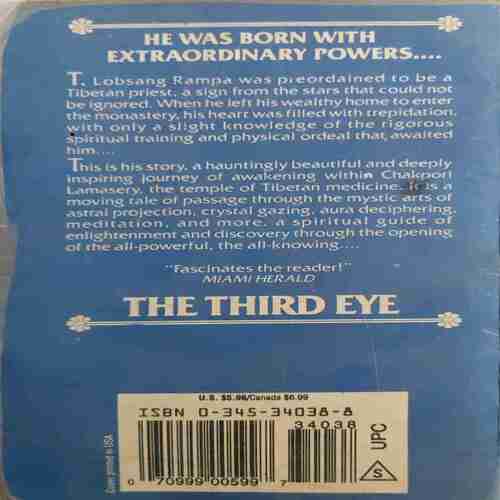 HE WAS BORN WITH
EXTRAORDINARY POWERS....
T. Lobsang Rampa was preordained to be a
Tibetan priest, a sign from the stars that could not
be ignored. When he left his wealthy home to enter
the monastery, his heart was filled with trepidation,
with only a slight knowledge of the rigorous
spiritual training and physical ordeal that awaited
him....
This is his story, a hauntingly beautiful and deeply
inspiring journey of awakening within Chakpori
Lamasery, the temple of Tibetan medicine. It is a
moving tale of passage through the mystic arts of
astral projection, crystal gazing, aura deciphering,
meditation, and more, a spiritual guide of
enlightenment and discovery through the opening
of the all-powerful, the all-knowing....
"Fascinates the reader!"
MIAMI HERALD
THE THIRD EYE
U.S. $5.99/Canada $6.99
ISBN 0-345-34038-8
34038
0 70999 00599 7
UPC
S
Cover printed in USA